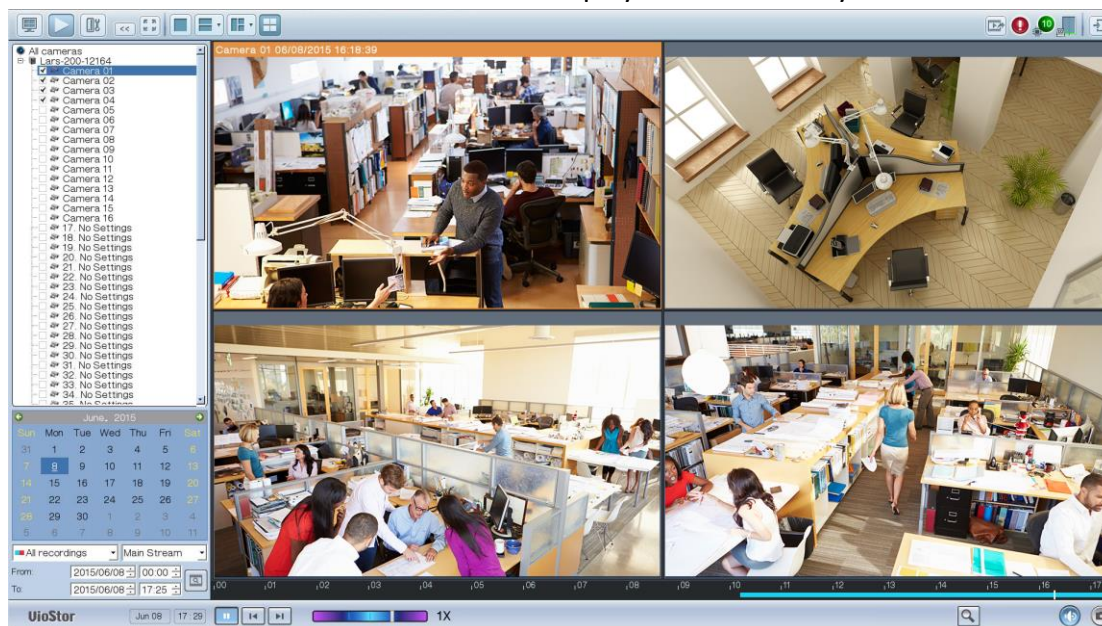 <<
10
All cameras
Lars-200-12164
Camera 01
Camera 02
Camera 03
Camera 04
Camera 05
Camera 06
Camera 07
Camera 08
Camera 09
Camera 10
Camera 11
Camera 12
Camera 13
Camera 14
Camera 15
Camera 16
17. No Settings
18. No Settings
19. No Settings
20. No Settings
21. No Settings
22. No Settings
23. No Settings
24. No Settings
25. No Settings
26. No Settings
27. No Settings
28. No Settings
29. No Settings
30. No Settings
31. No Settings
32. No Settings
33. No Settings
34. No Settings
Camera 01 06/08/2015 16:18:39
June, 2015
Sun Mon Tue Wed Thu Fri Sat
31 1 2 3 4 5 6
7 8 9 10 11 12 13
14 15 16 17 18 19 20
21 22 23 24 25 26 27
28 29 30 1 2 3 4
5 6 7 8 9 10 11
All recordings Main Stream
From: 2015/06/08 00:00
To: 2015/06/08 17:25
00 01 02 03 04 05 06 07 08 09 10 11 12 13 14 15 16 17
VioStor Jun 08 17:29 1X